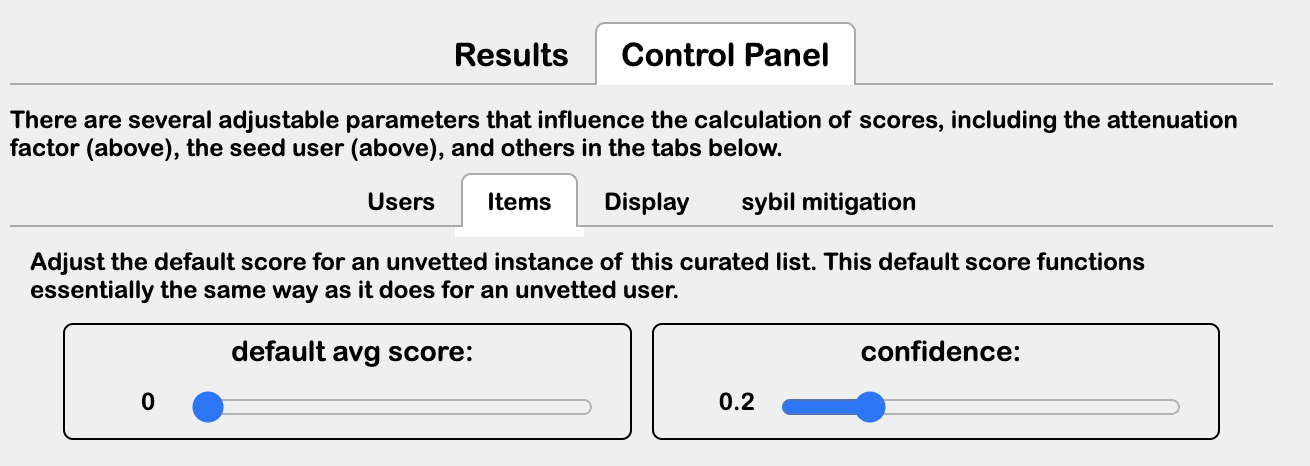 Results Control Panel
There are several adjustable parameters that influence the calculation of scores, including the attenuation
factor (above), the seed user (above), and others in the tabs below.
Users Items Display sybil mitigation
Adjust the default score for an unvetted instance of this curated list. This default score functions
essentially the same way as it does for an unvetted user.
default avg score: confidence:
0 0.2